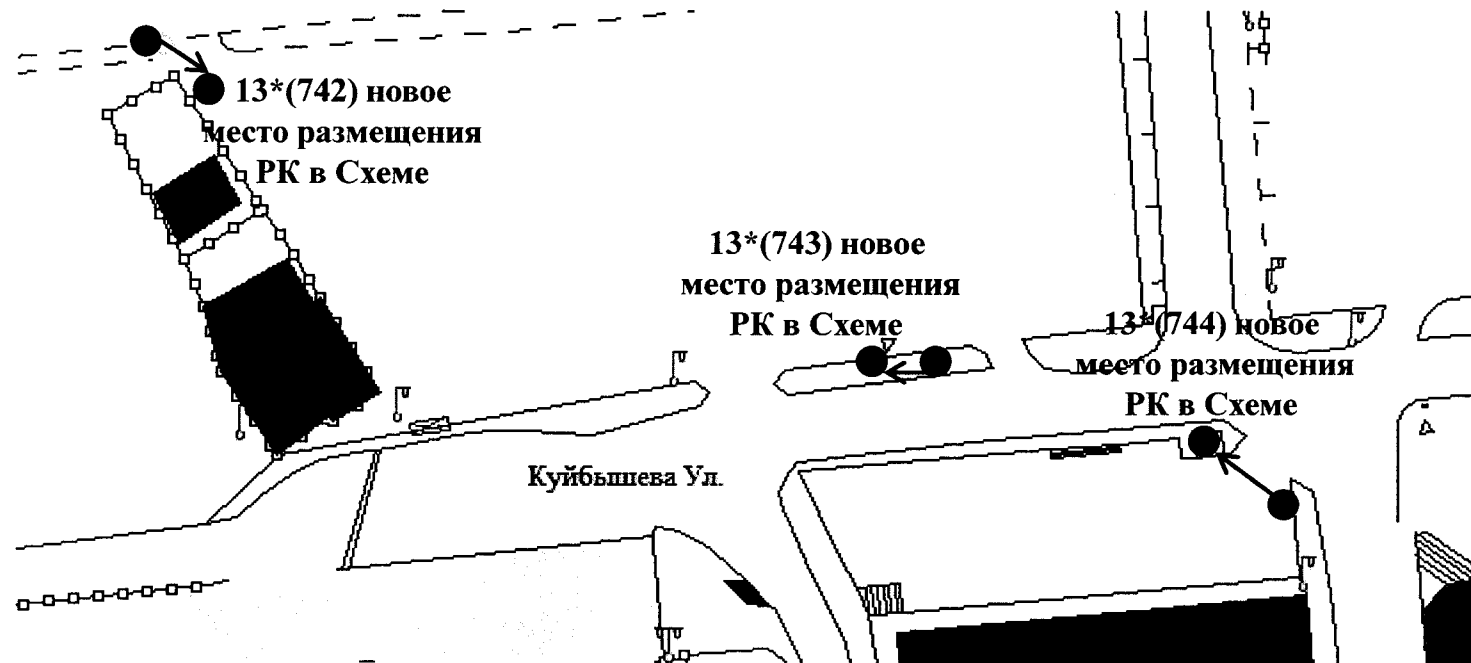 13*(742) новое
место размещения
РК в Схеме
13*(743) новое
место размещения
РК в Схеме
13*(744) новое
место размещения
РК в Схеме
Куйбышева Ул.